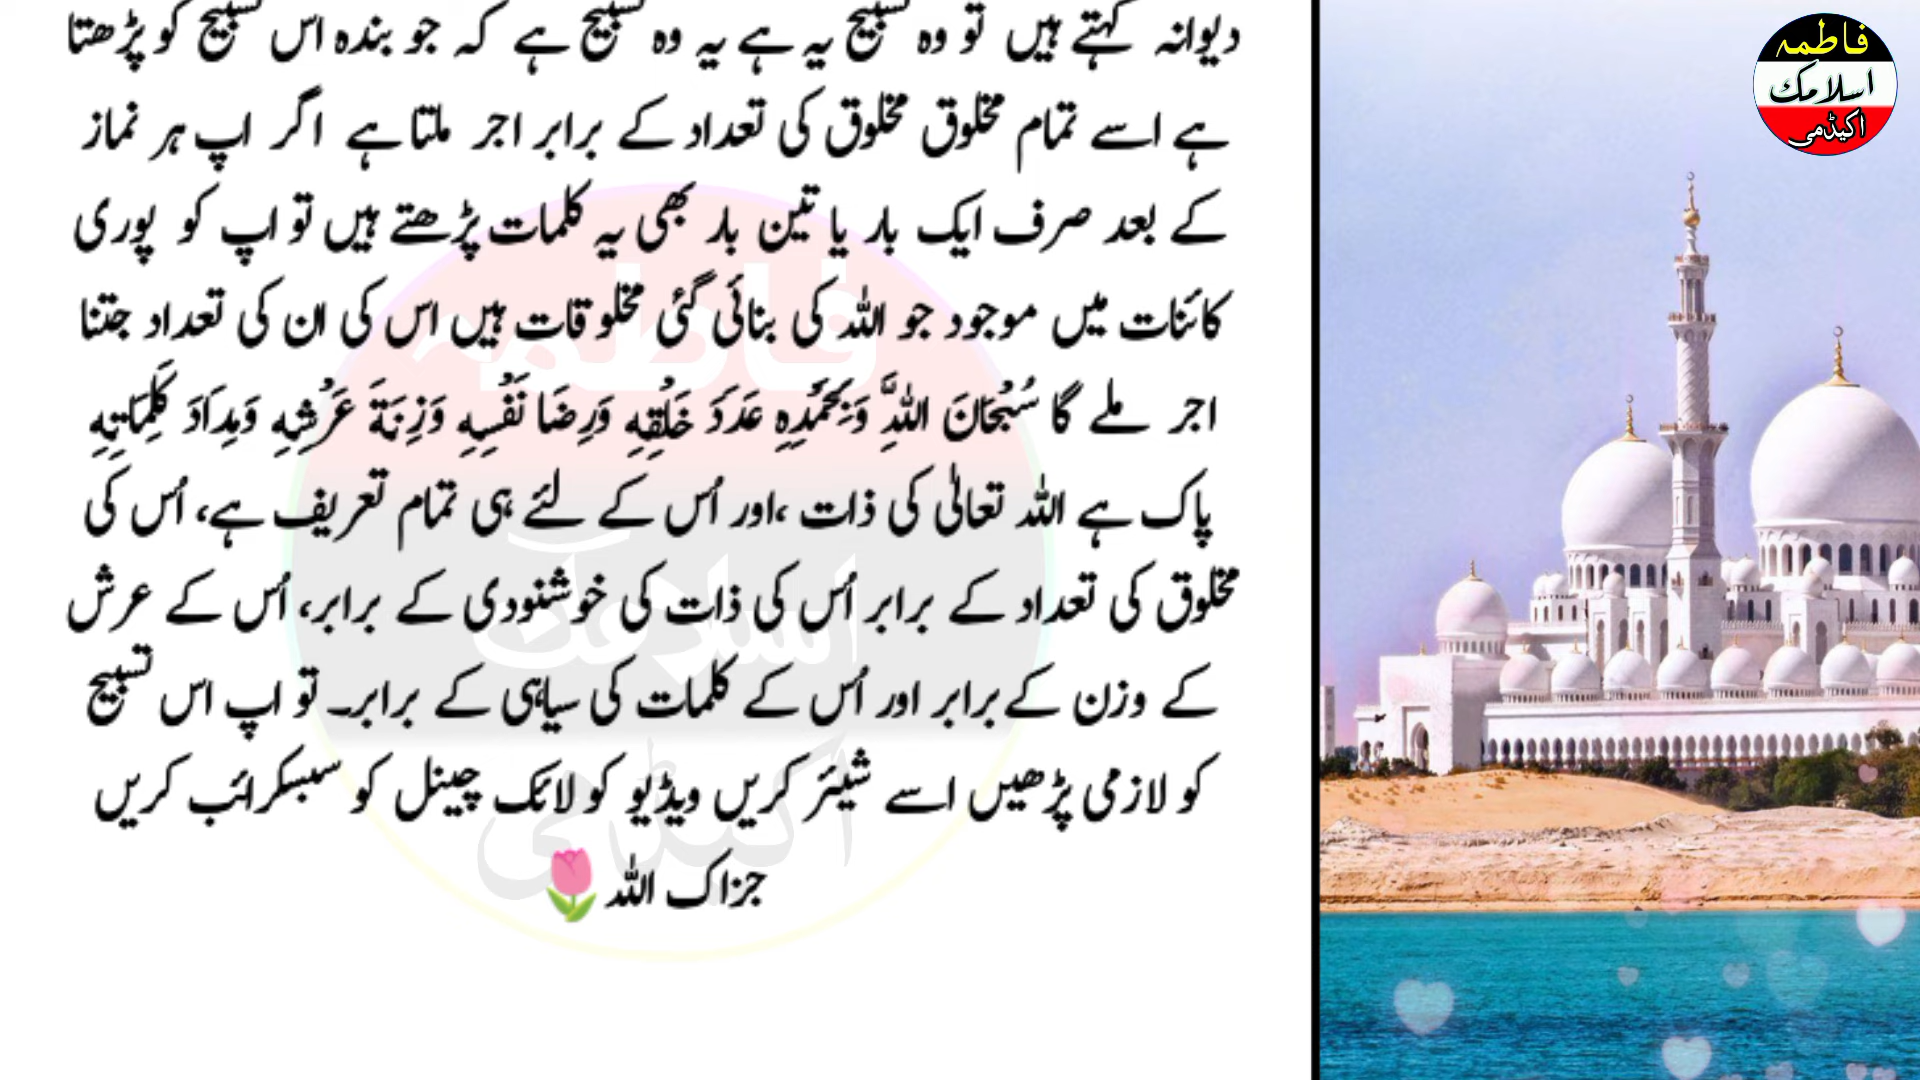 دیوانہ کہتے ہیں تو وہ تسبیح یہ ہے یہ وہ تسبیح ہے کہ جو بندہ اس تسبیح کو پڑھتا
ہے اسے تمام مخلوق مخلوق کی تعداد کے برابر اجر ملتا ہے اگر اپ ہر نماز
کے بعد صرف ایک بار یا تین بار بھی یہ کلمات پڑھتے ہیں تو اپ کو پوری
کائنات میں موجود جو اللہ کی بنائی گئی مخلوقات ہیں اس کی ان کی تعداد جتنا
اجر ملے گا سُبْحَانَ اللہِّ وَبِحَمْدِهِ عَدَدَ خَلْقِهِ وَرِضَا نَفْسِهِ وَزِنَةَ عَرْشِهِ وَمِدَادَ كَلِمَاتِهِ
پاک ہے اللہ تعالیٰ کی ذات ،اور اُس کے لئے ہی تمام تعریف ہے، اُس کی
مخلوق کی تعداد کے برابر اُس کی ذات کی خوشنودی کے برابر، اُس کے عرش
کے وزن کے برابر اور اُس کے کلمات کی سیاہی کے برابر۔ تو اپ اس تسبیح
کو لازمی پڑھیں اسے شیئر کریں ویڈیو کو لائک چینل کو سبسکرائب کریں
جزاک اللہ
فاطمہ
اسلامک
اکیڈمی
فاطمہ
اسلامک
اکیڈمی